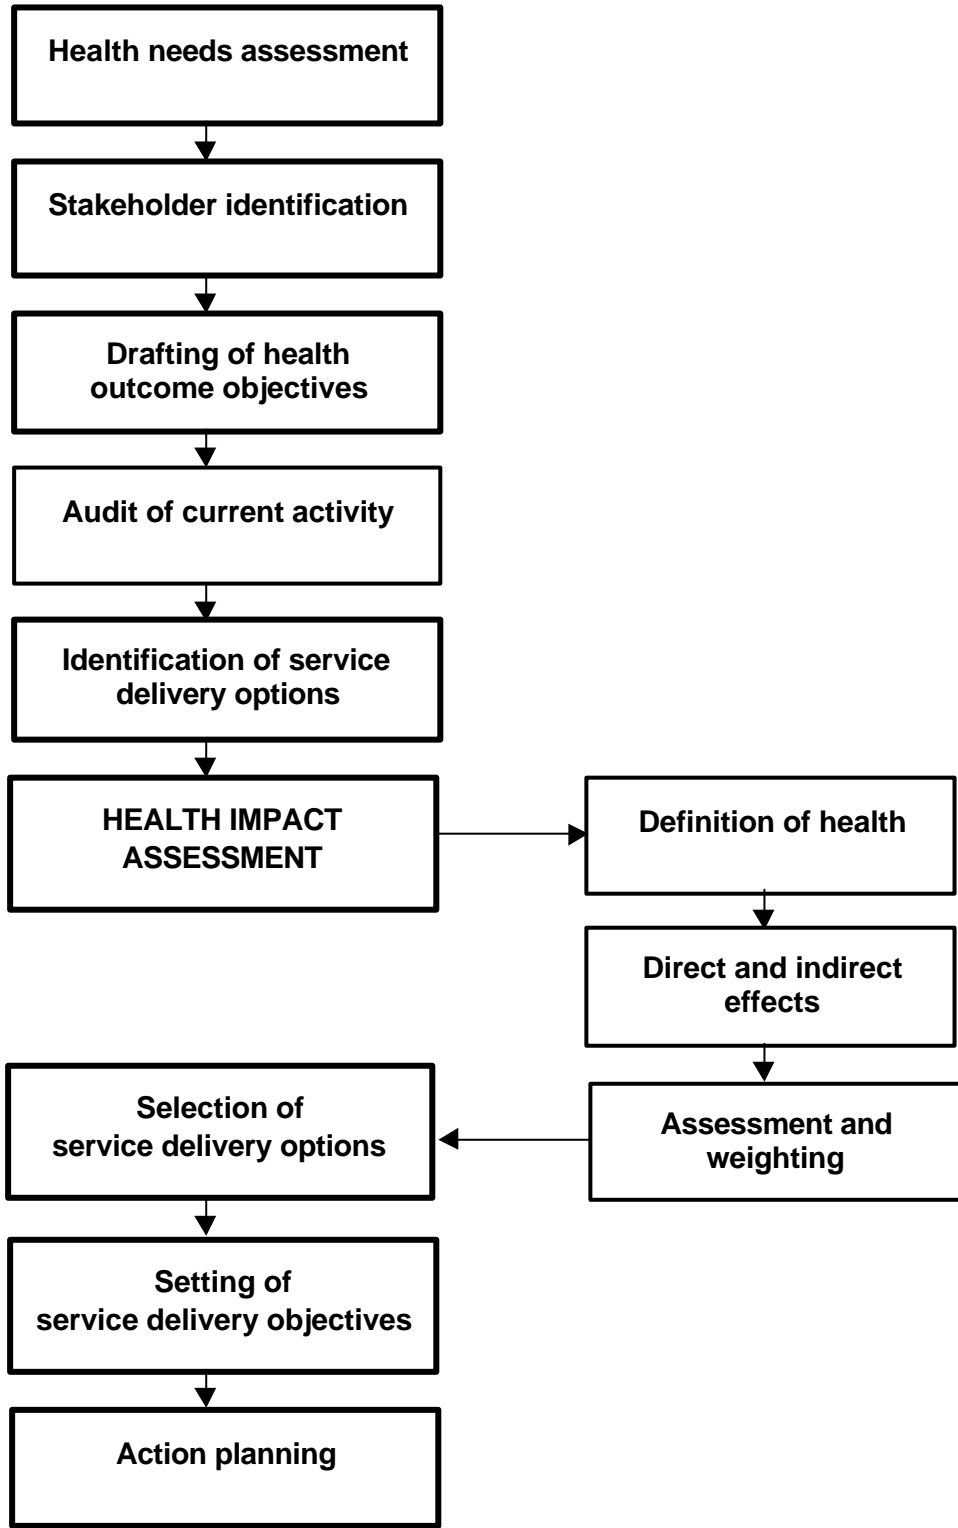 Health needs assessment
Stakeholder identification
Drafting of health
outcome objectives
Audit of current activity
Identification of service
delivery options
HEALTH IMPACT
ASSESSMENT
Definition of health
Direct and indirect
effects
Assessment and
weighting
Selection of
service delivery options
Setting of
service delivery objectives
Action planning